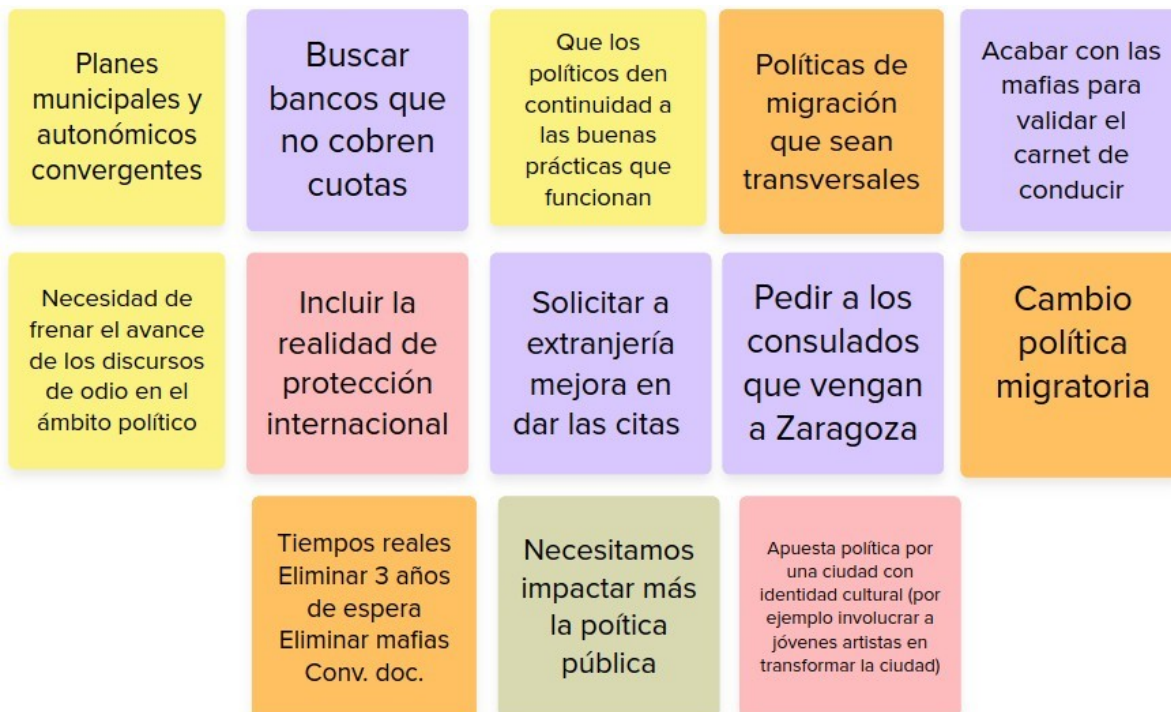 Planes
municipales y
autonómicos
convergentes
Buscar
bancos que
no cobren
cuotas
Que los
políticos den
continuidad a
las buenas
prácticas que
funcionan
Políticas de
migración
que sean
transversales
Acabar con las
mafias para
validar el
carnet de
conducir
Necesidad de
frenar el avance
de los discursos
de odio en el
ámbito político
Incluir la
realidad de
protección
internacional
Solicitar a
extranjería
mejora en
dar las citas
Pedir a los
consulados
que vengan
a Zaragoza
Cambio
política
migratoria
Tiempos reales
Eliminar 3 años
de espera
Eliminar mafias
Conv. doc.
Necesitamos
impactar más
la poítica
pública
Apuesta política por
una ciudad con
identidad cultural (por
ejemplo involucrar a
jóvenes artistas en
transformar la ciudad)